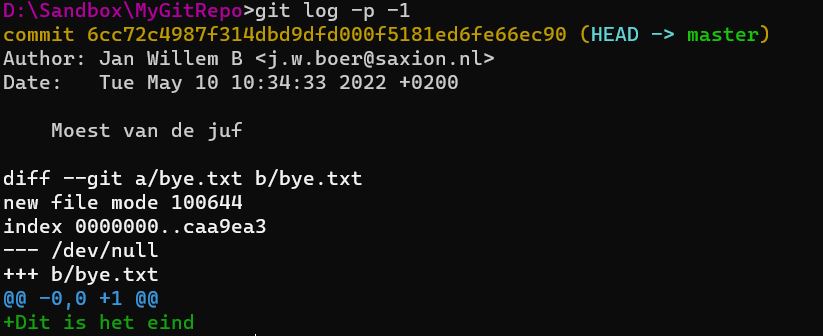 D:\Sandbox\MyGitRepo>git log -p -1
commit 6cc72c4987f314dbd9dfd000f5181ed6fe66ec90 (HEAD -> master)
Author: Jan Willem B <j.w.boer@saxion.nl>
Date:   Tue May 10 10:34:33 2022 +0200

    Moest van de juf

diff --git a/bye.txt b/bye.txt
new file mode 100644
index 0000000..caa9ea3
--- /dev/null
+++ b/bye.txt
@@ -0,0 +1 @@
+Dit is het eind